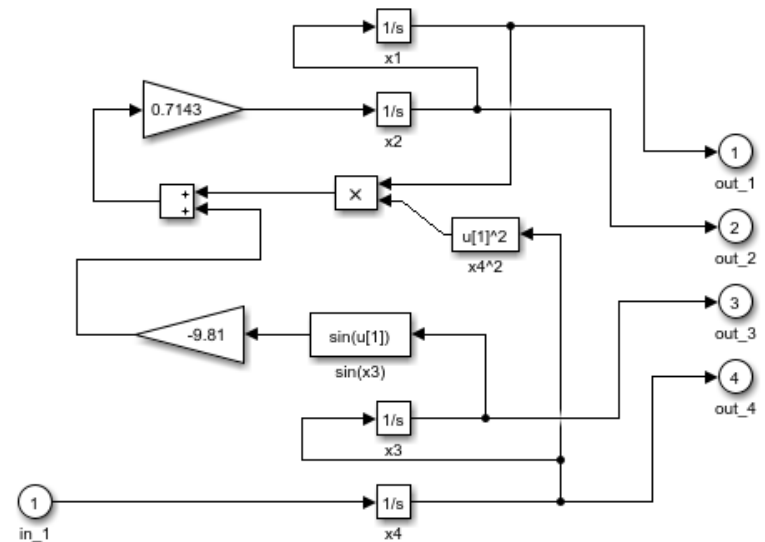 1/s
x1
0.7143
1/s
x2
1
out_1
+
+
×
u[1]^2
x4^2
2
out_2
-9.81
sin(u[1])
sin(x3)
3
out_3
1/s
x3
4
out_4
1
in_1
1/s
x4